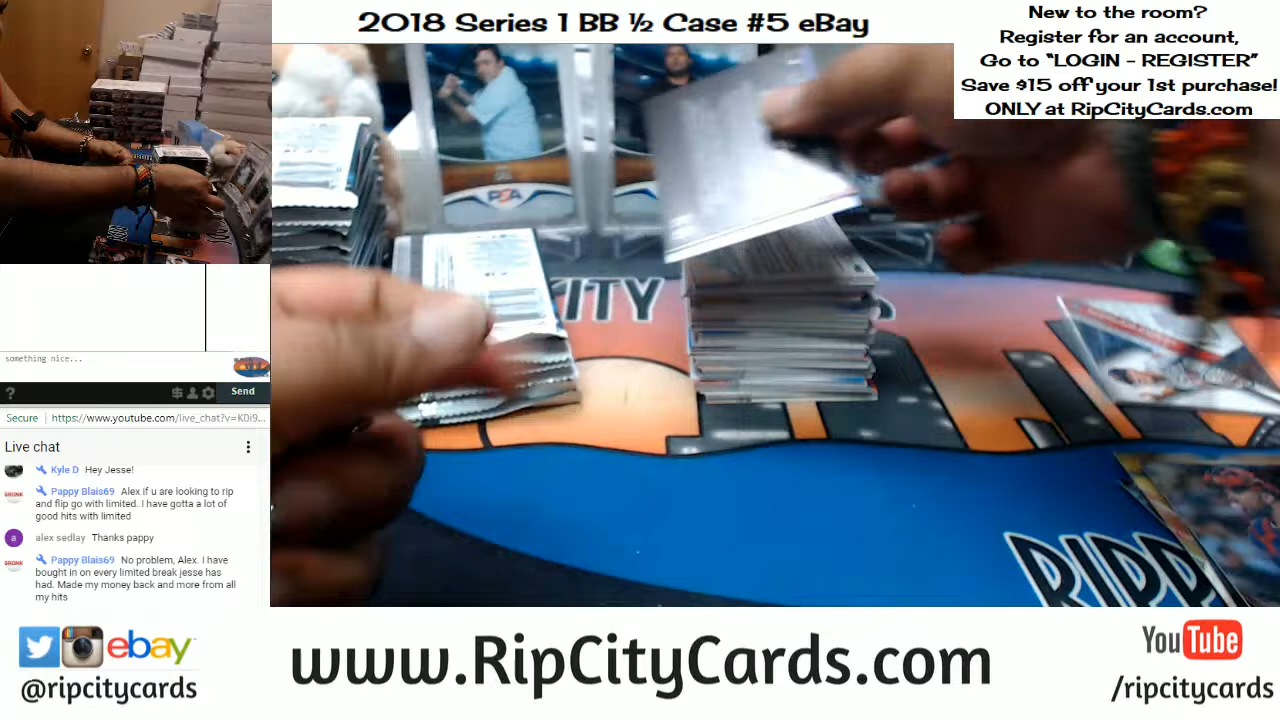 2018 Series 1 BB ½ Case #5 eBay
New to the room?
Register for an account,
Go to “LOGIN - REGISTER”
Save $15 off your 1st purchase!
ONLY at RipCityCards.com
PSA
CITY
RIPP
something nice...
?
Send
Secure
https://www.youtube.com/live_chat?v=K0i9...
Live chat
Kyle D Hey Jesse!
GRONK
Pappy Blais69 Alex if u are looking to rip
and flip go with limited. I have gotta a lot of
good hits with limited
a
alex sedlay Thanks pappy
GRONK
Pappy Blais69 No problem, Alex. I have
bought in on every limited break jesse has
had. Made my money back and more from all
my hits
ebay
@ripcitycards
www.RipCityCards.com
YouTube
/ripcitycards